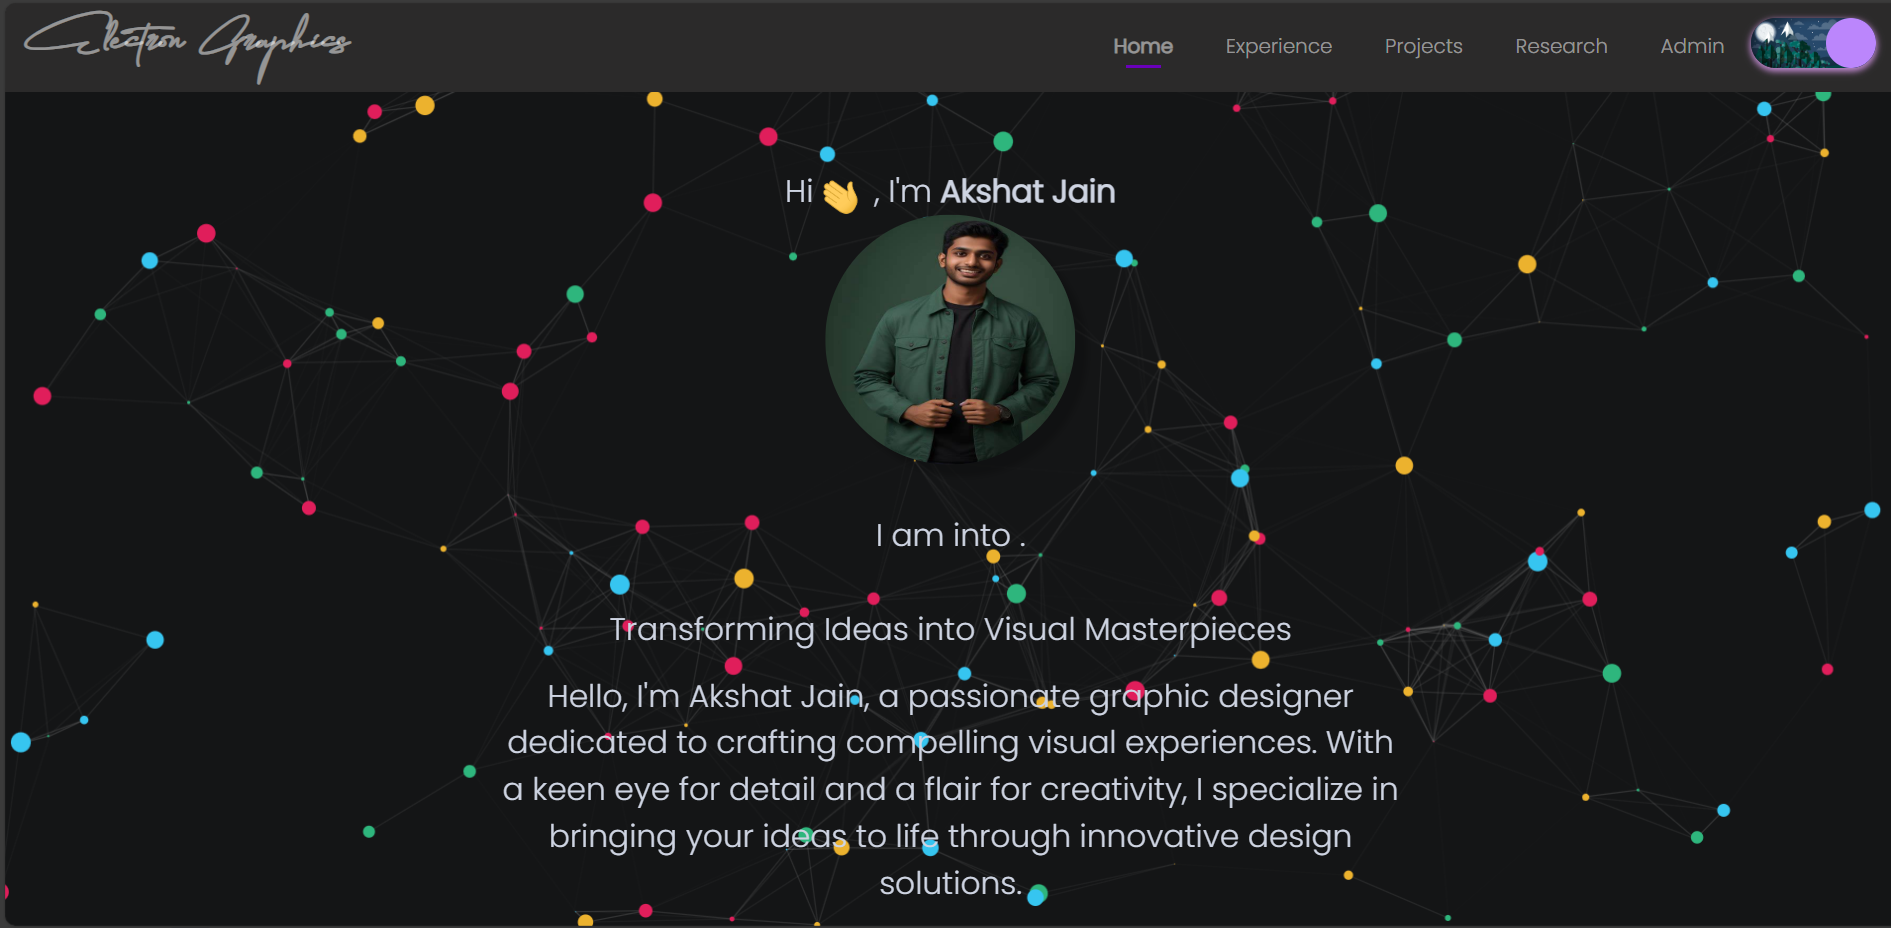 Electron Graphics
Home Experience Projects Research Admin
Hi 👋 , I'm Akshat Jain
I am into .
Transforming Ideas into Visual Masterpieces
Hello, I'm Akshat Jain, a passionate graphic designer
dedicated to crafting compelling visual experiences. With
a keen eye for detail and a flair for creativity, I specialize in
bringing your ideas to life through innovative design
solutions.